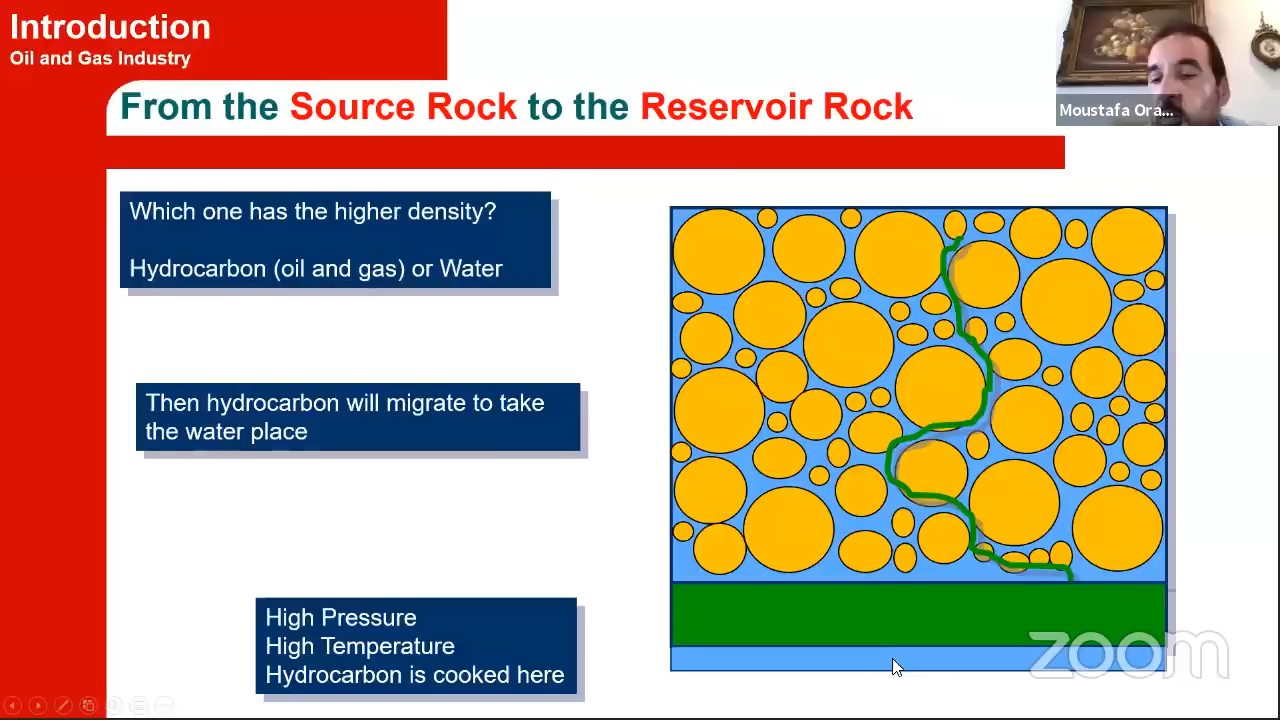 Introduction
Oil and Gas Industry
From the Source Rock to the Reservoir Rock
Moustafa Ora...
Which one has the higher density?
Hydrocarbon (oil and gas) or Water
Then hydrocarbon will migrate to take
the water place
High Pressure
High Temperature
Hydrocarbon is cooked here
zoom